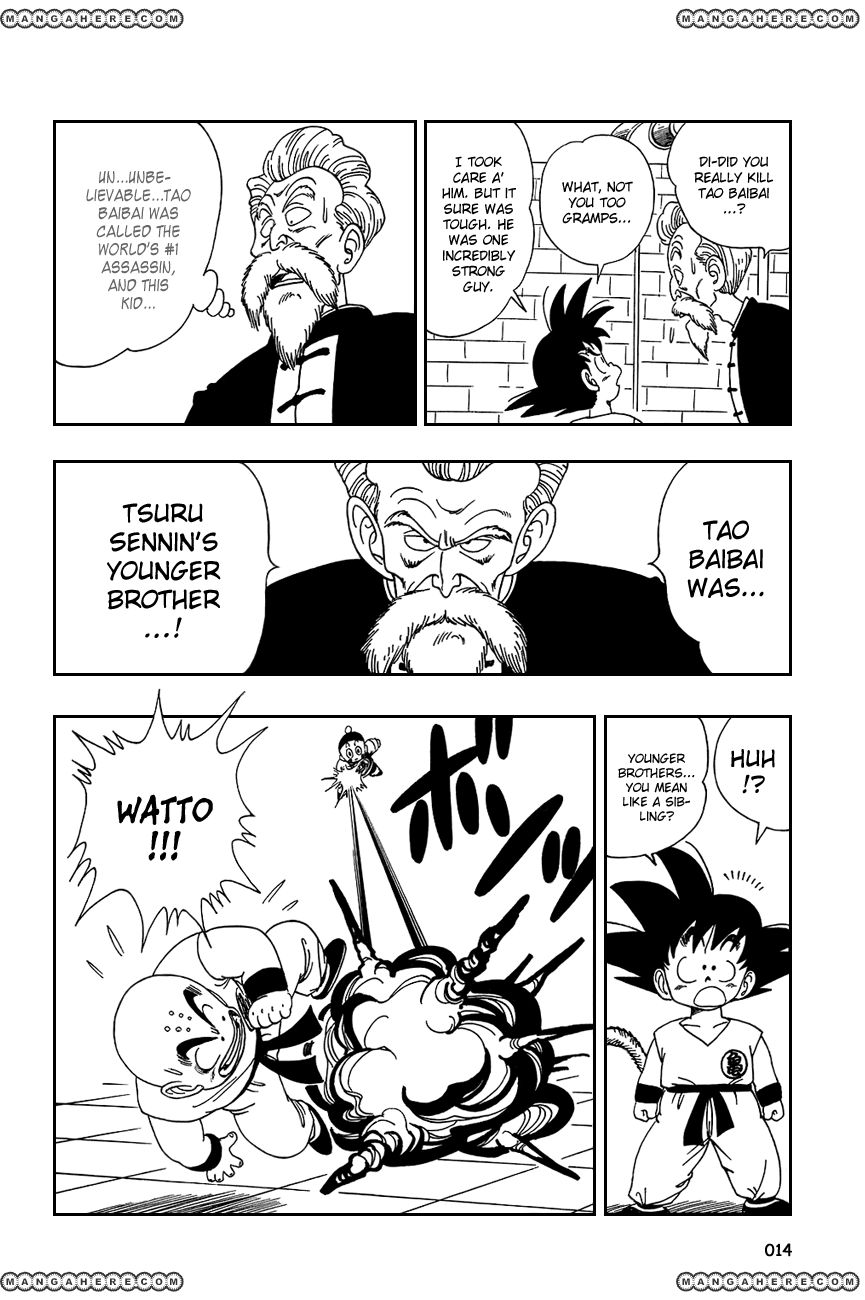 MANGAHERE.COM
MANGAHERE.COM
DI-DID YOU
REALLY KILL
TAO BAIBAI
...?
WHAT, NOT
YOU TOO
GRAMPS...
I TOOK
CARE A'
HIM. BUT IT
SURE WAS
TOUGH. HE
WAS ONE
INCREDIBLY
STRONG
GUY.
UN...UNBE-
LIEVABLE...TAO
BAIBAI WAS
CALLED THE
WORLD'S #1
ASSASSIN,
AND THIS
KID...
TAO
BAIBAI
WAS...
TSURU
SENNIN'S
YOUNGER
BROTHER
...!
HUH
!?
YOUNGER
BROTHERS...
YOU MEAN
LIKE A SIB-
LING?
亀
ボッ
WATTO
!!!
014
MANGAHERE.COM
MANGAHERE.COM